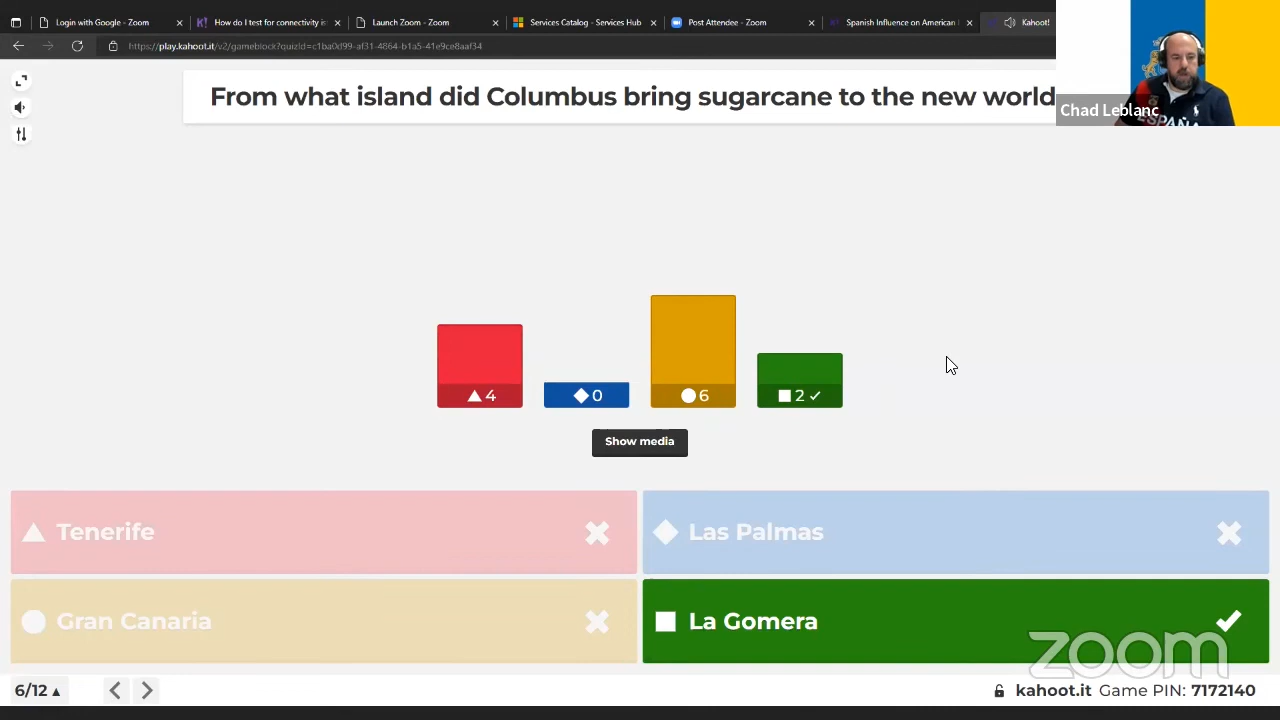 Login with Google - Zoom
How do I test for connectivity is
Launch Zoom - Zoom
Services Catalog - Services Hub
Post Attendee - Zoom
Spanish Influence on American
Kahoot!
https://play.kahoot.it/v2/gameblock?quizId=c1ba0d99-af31-4864-b1a5-41e9ce8aaf34
From what island did Columbus bring sugarcane to the new world
Chad Leblanc
ESPAÑA
4
0
6
2
Show media
Tenerife
Las Palmas
Gran Canaria
La Gomera
zoom
6/12
kahoot.it Game PIN: 7172140